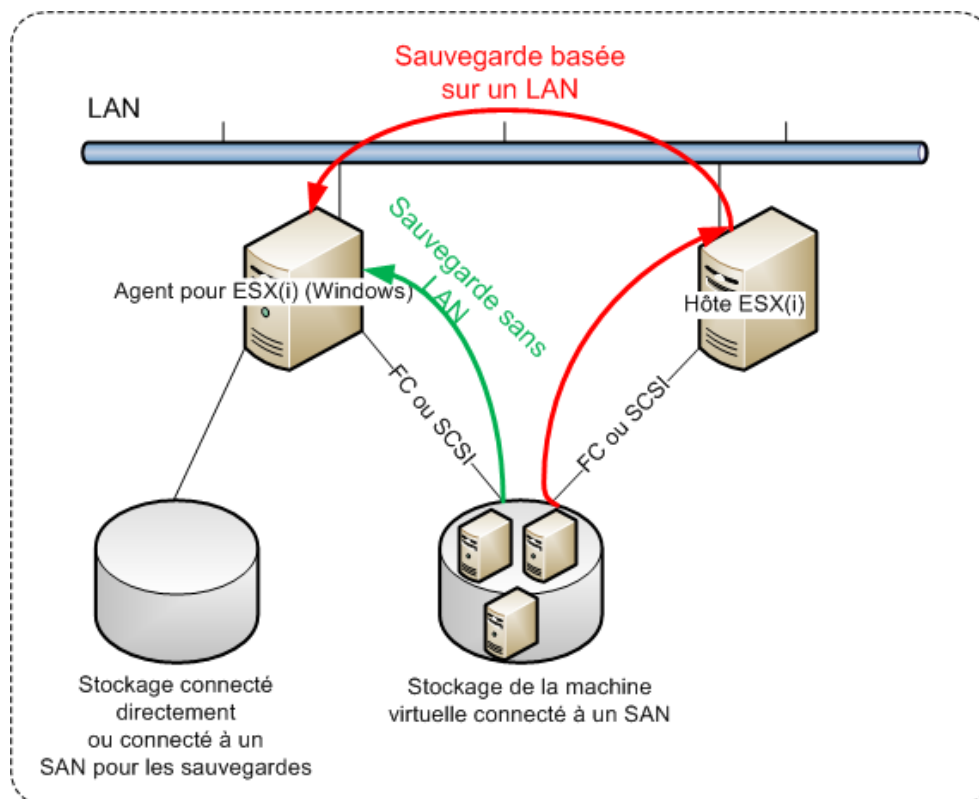 Sauvegarde basée
sur un LAN
LAN
Sauvegarde sans
LAN
Agent pour ESX(i) (Windows)
Hôte ESX(i)
FC ou SCSI
FC ou SCSI
Stockage connecté
directement
ou connecté à un
SAN pour les sauvegardes
Stockage de la machine
virtuelle connecté à un SAN